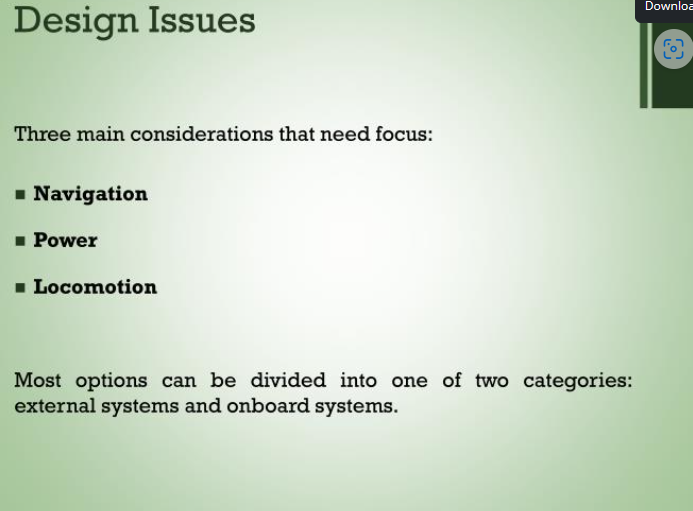 Design Issues
Three main considerations that need focus:
Navigation
Power
Locomotion
Most options can be divided into one of two categories:
external systems and onboard systems.